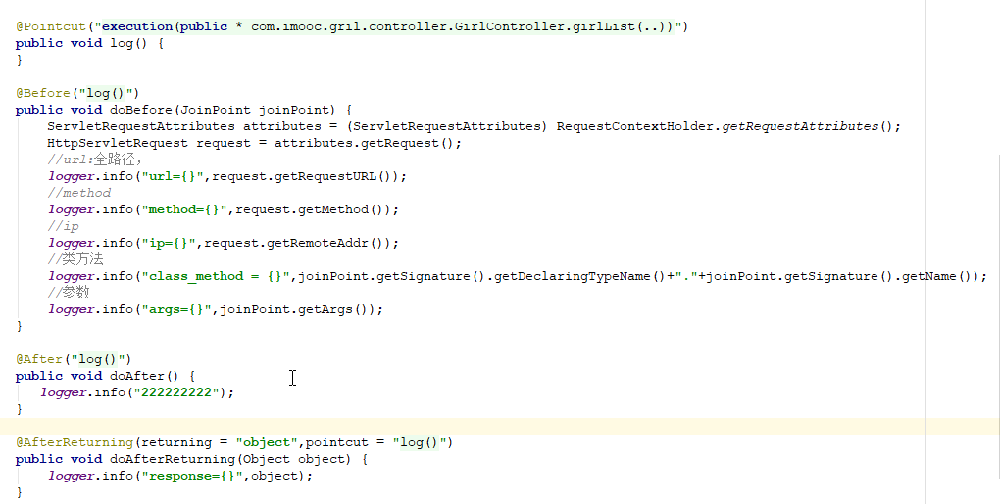 @Pointcut("execution(public * com.imooc.gril.controller.GirlController.girlList(..))")
public void log() {
}
@Before("log()")
public void doBefore(JoinPoint joinPoint) {
ServletRequestAttributes attributes = (ServletRequestAttributes) RequestContextHolder.getRequestAttributes();
HttpServletRequest request = attributes.getRequest();
//url:全路径,
logger.info("url={}",request.getRequestURL());
//method
logger.info("method={}",request.getMethod());
//ip
logger.info("ip={}",request.getRemoteAddr());
//类方法
logger.info("class_method = {}",joinPoint.getSignature().getDeclaringTypeName()+"."+joinPoint.getSignature().getName());
//参数
logger.info("args={}",joinPoint.getArgs());
}
@After("log()")
public void doAfter() {
logger.info("222222222");
}
@AfterReturning(returning = "object",pointcut = "log()")
public void doAfterReturning(Object object) {
logger.info("response={}",object);
}